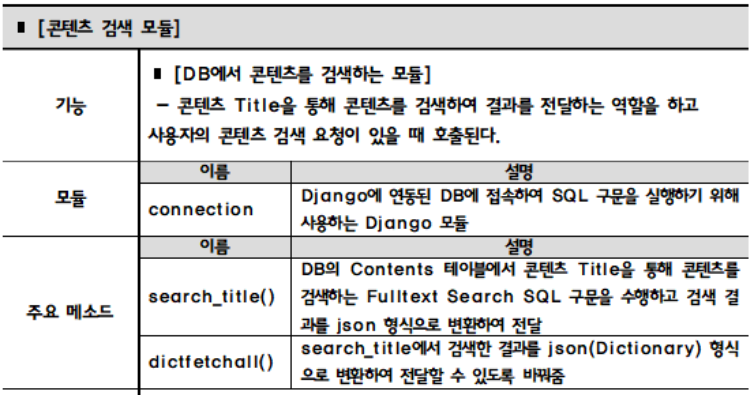 ■ [콘텐츠 검색 모듈]
기능
■ [DB에서 콘텐츠를 검색하는 모듈]
- 콘텐츠 Title을 통해 콘텐츠를 검색하여 결과를 전달하는 역할을 하고
사용자의 콘텐츠 검색 요청이 있을 때 호출된다.
모듈
이름 설명
connection
Django에 연동된 DB에 접속하여 SQL 구문을 실행하기 위해
사용하는 Django 모듈
주요 메소드
이름 설명
search_title()
DB의 Contents 테이블에서 콘텐츠 Title을 통해 콘텐츠를
검색하는 Fulltext Search SQL 구문을 수행하고 검색 결
과를 json 형식으로 변환하여 전달
dictfetchall()
search_title에서 검색한 결과를 json(Dictionary) 형식
으로 변환하여 전달할 수 있도록 바꿔줌